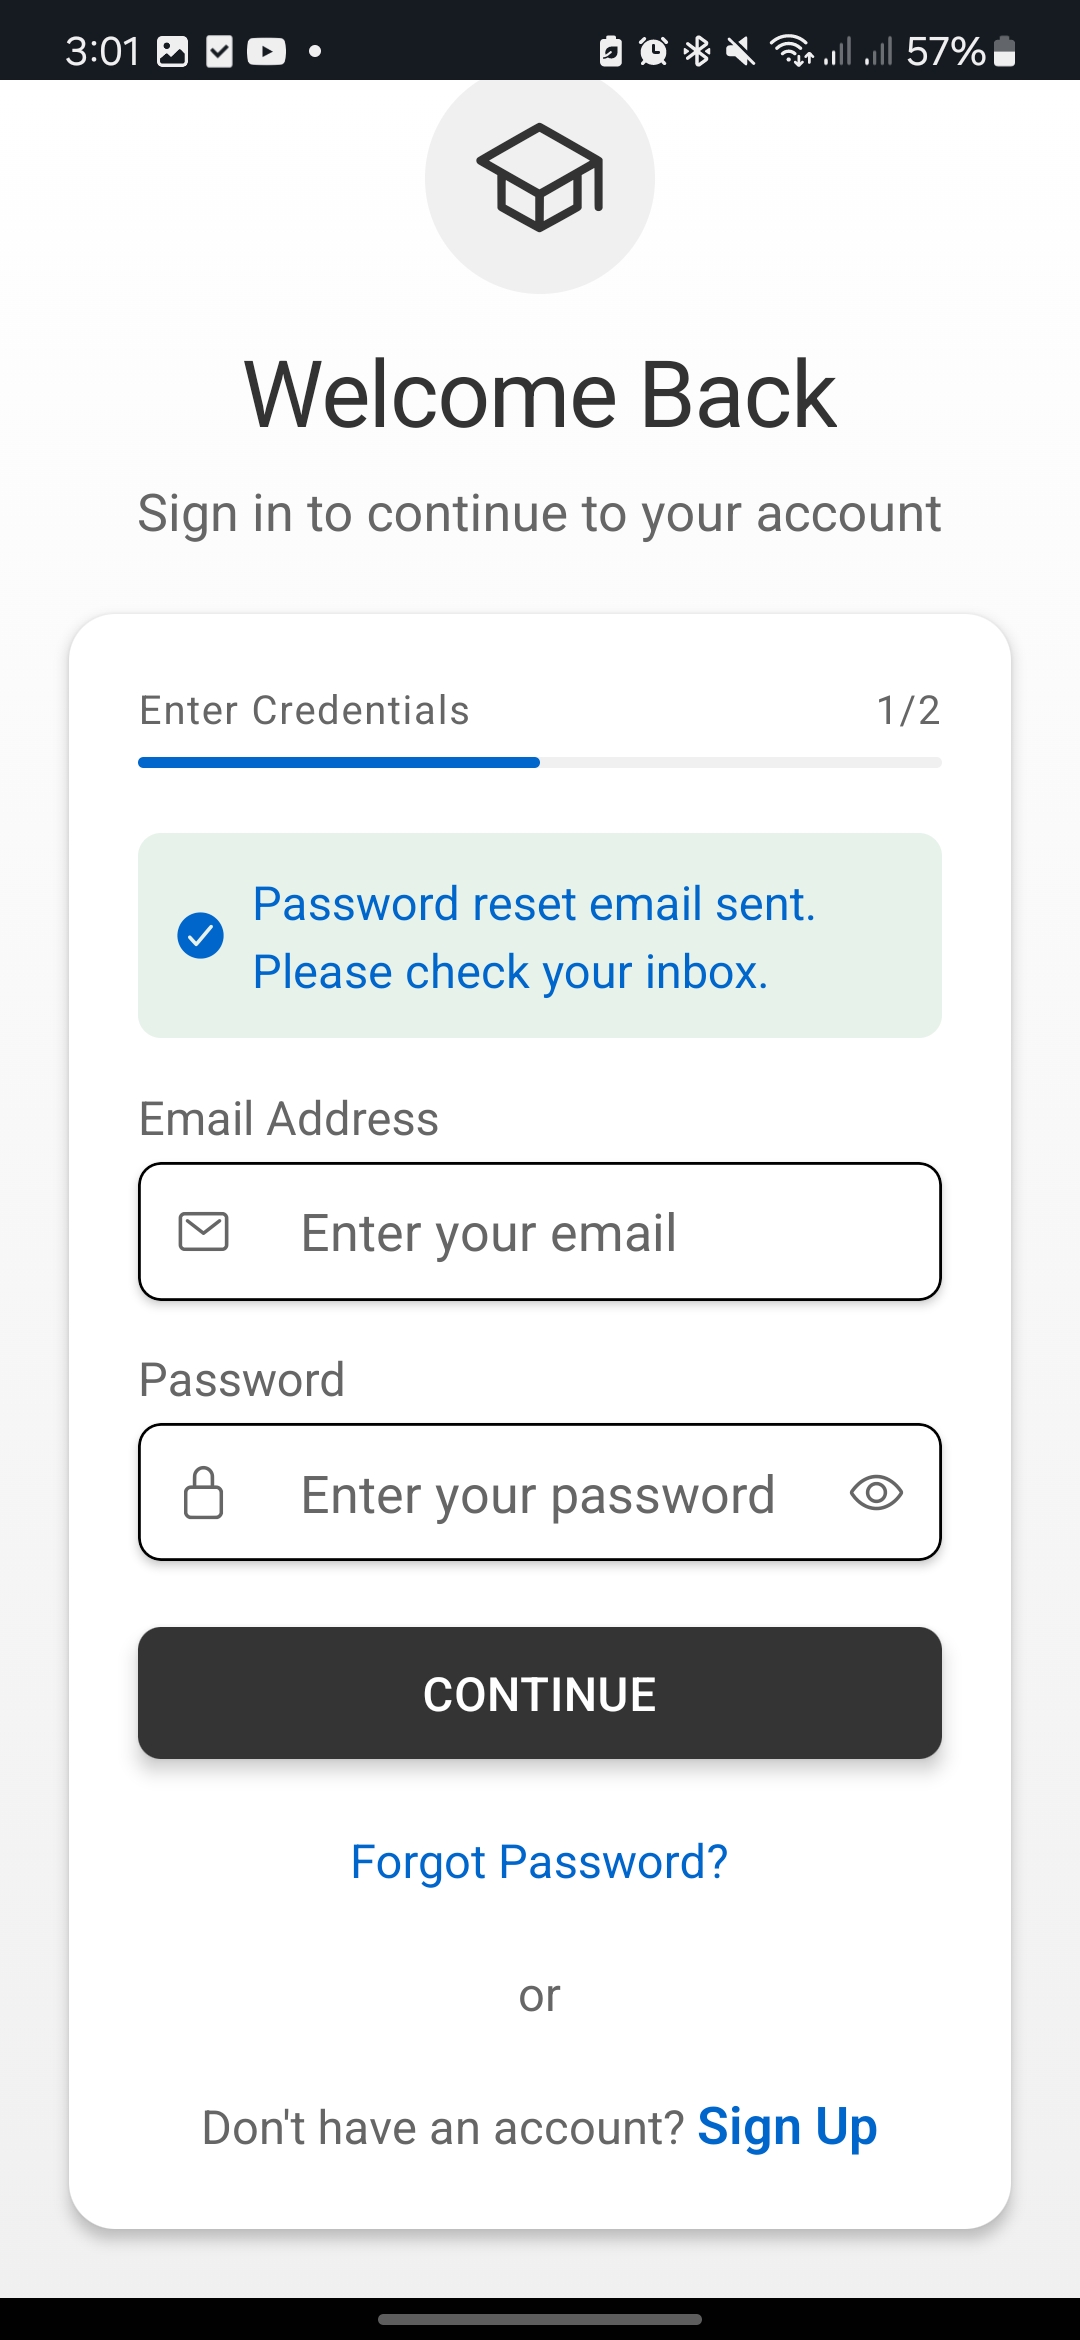 3:01
57%
Welcome Back
Sign in to continue to your account
Enter Credentials
1/2
Password reset email sent.
Please check your inbox.
Email Address
Enter your email
Password
Enter your password
CONTINUE
Forgot Password?
or
Don't have an account? Sign Up